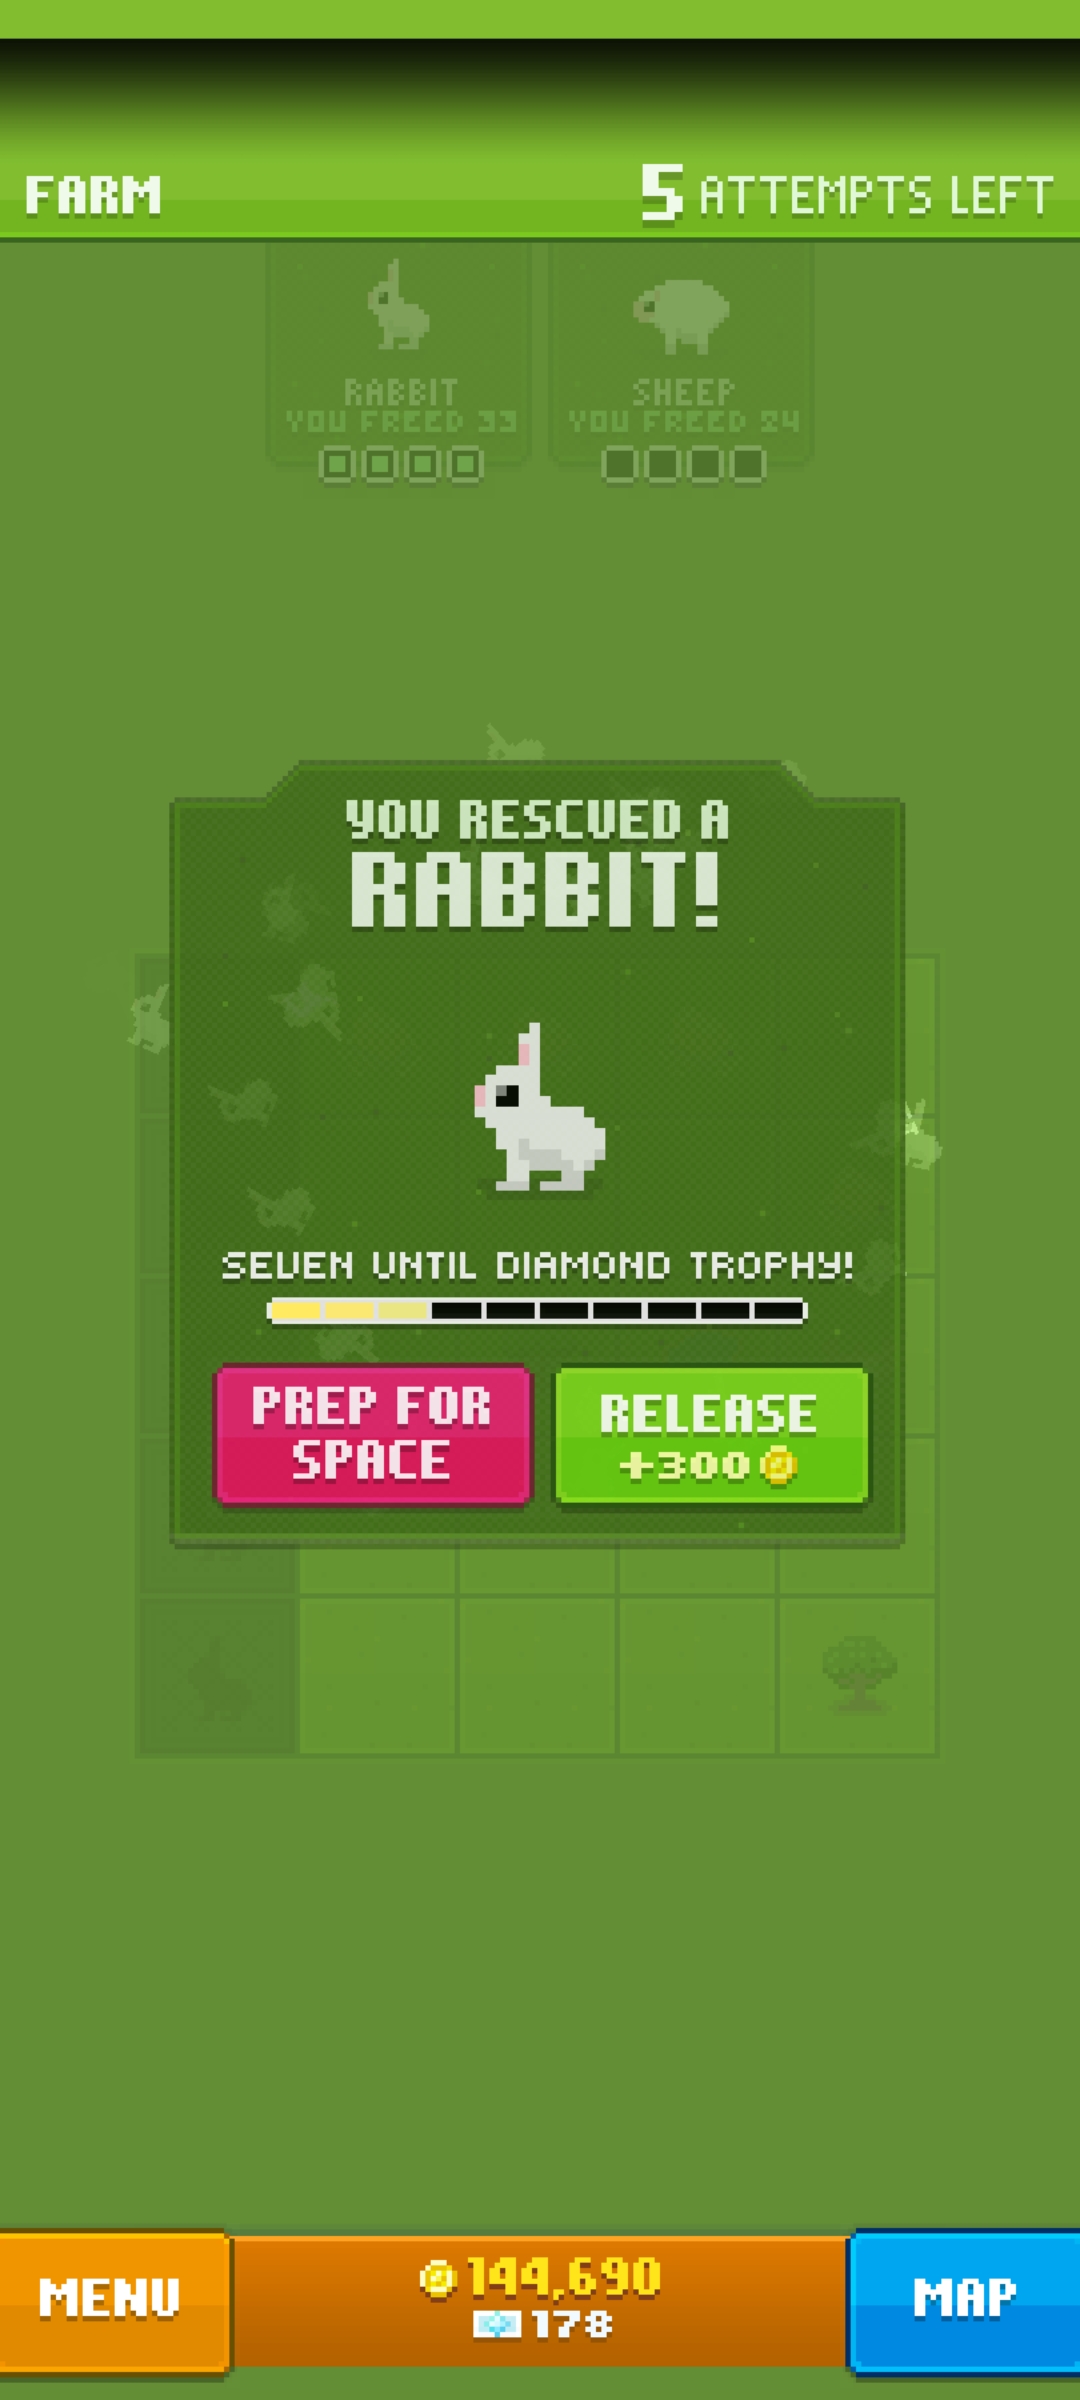 FARM
5 ATTEMPTS LEFT
RABBIT
YOU FREED 33
SHEEP
YOU FREED 24
YOU RESCUED A
RABBIT!
SEVEN UNTIL DIAMOND TROPHY!
PREP FOR
SPACE
RELEASE
+300
MENU
144,690
178
MAP